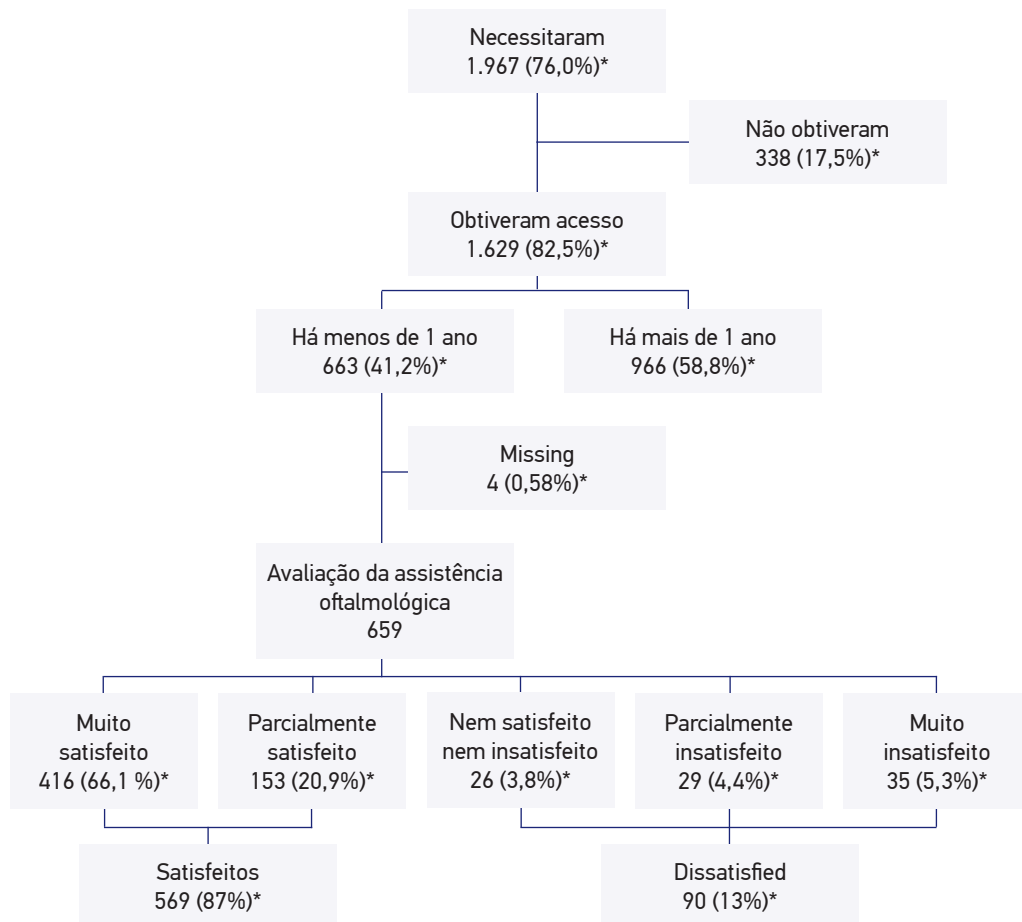 Necessitaram
1.967 (76,0%)*
Não obtiveram
338 (17,5%)*
Obtiveram acesso
1.629 (82,5%)*
Há menos de 1 ano
663 (41,2%)*
Há mais de 1 ano
966 (58,8%)*
Missing
4 (0,58%)*
Avaliação da assistência
oftalmológica
659
Muito
satisfeito
416 (66,1 %)*
Parcialmente
satisfeito
153 (20,9%)*
Nem satisfeito
nem insatisfeito
26 (3,8%)*
Parcialmente
insatisfeito
29 (4,4%)*
Muito
insatisfeito
35 (5,3%)*
Satisfeitos
569 (87%)*
Dissatisfied
90 (13%)*